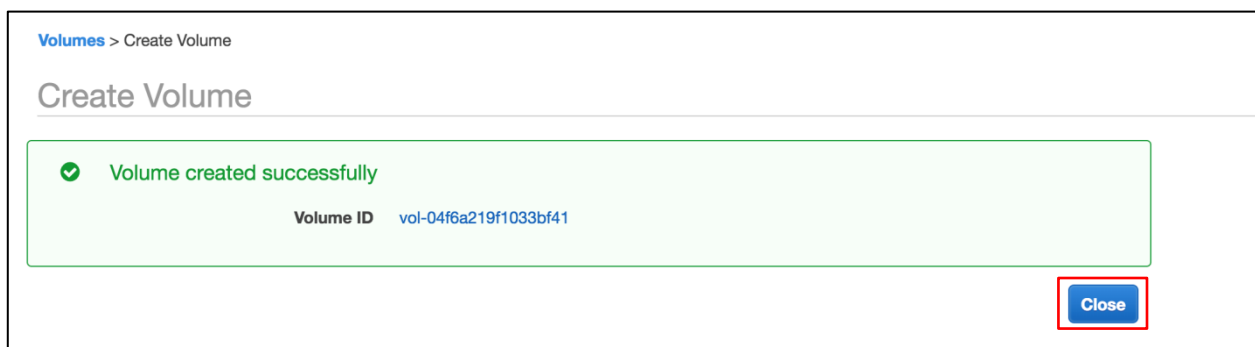 Volumes > Create Volume
Create Volume
Volume created successfully
Volume ID vol-04f6a219f1033bf41
Close